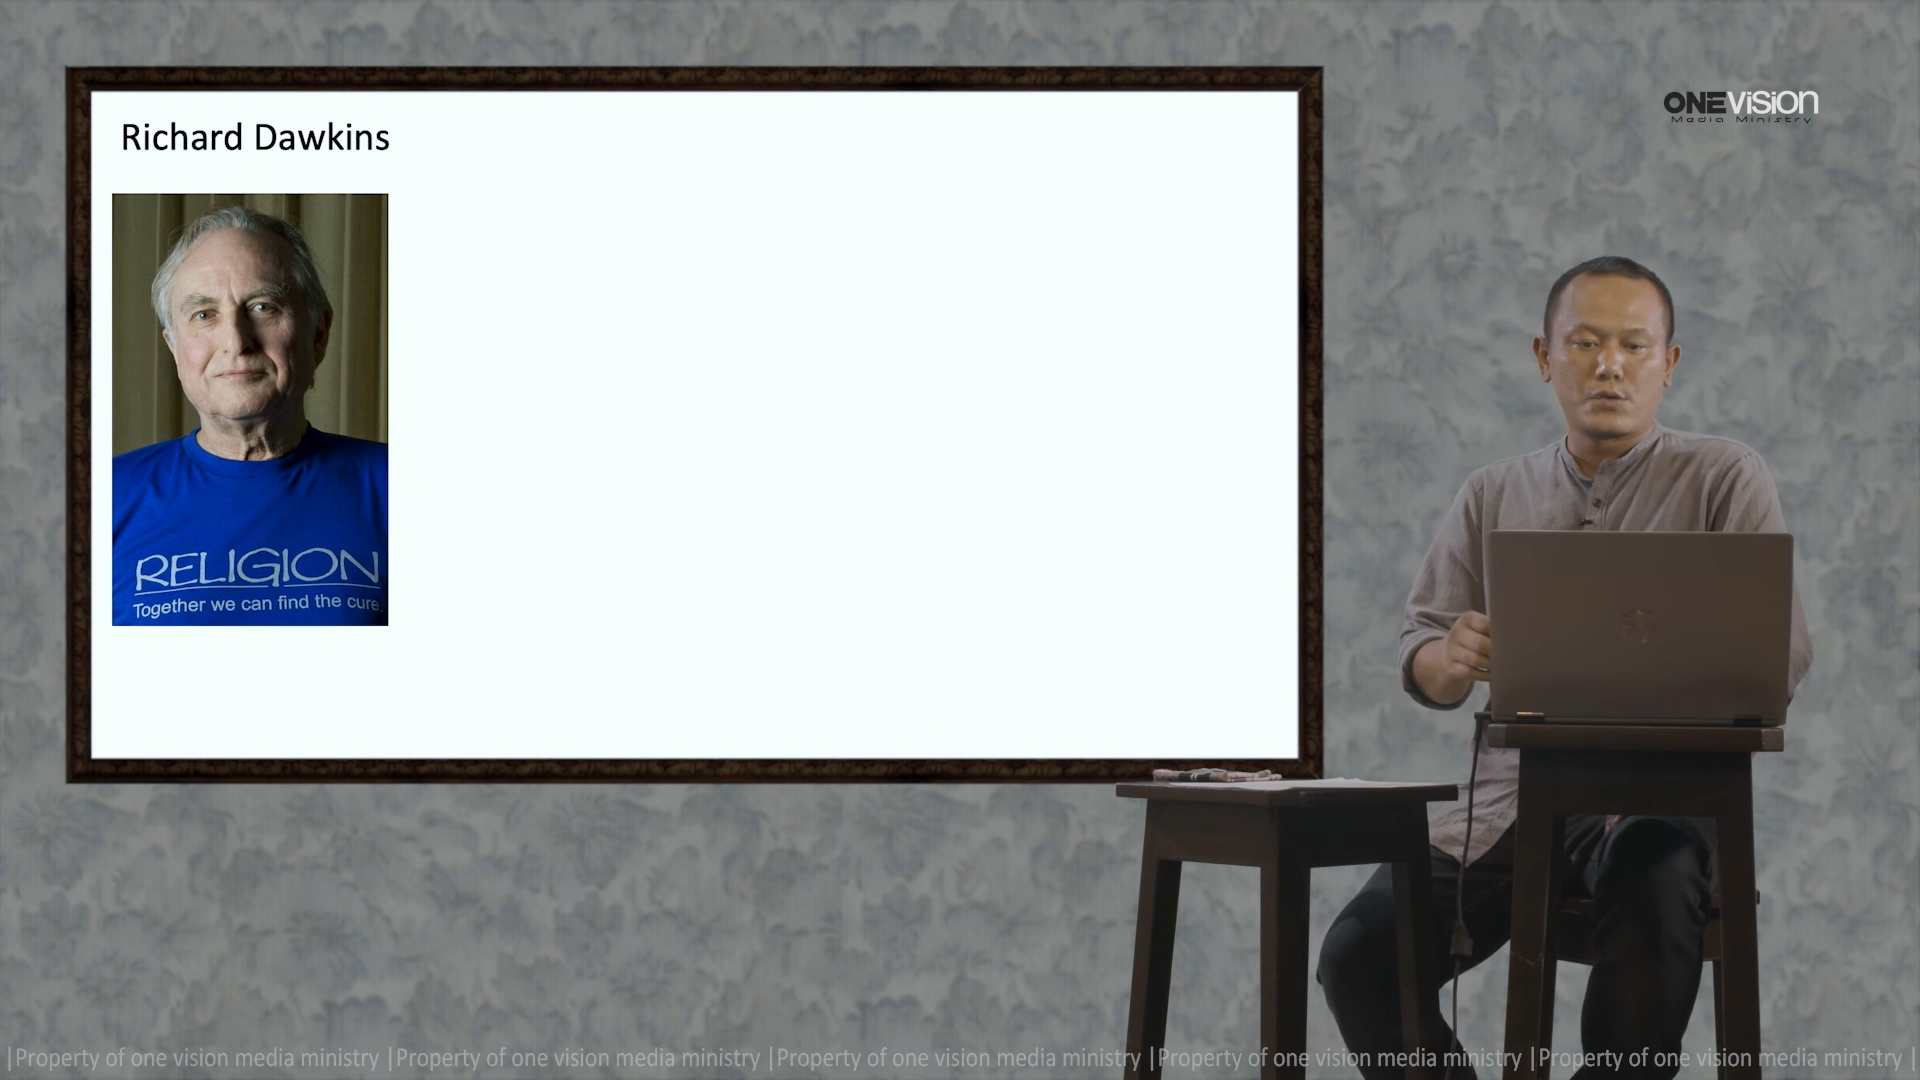 Richard Dawkins
ONEVISION
Media Ministry
RELIGION
Together we can find the cure.
|Property of one vision media ministry |Property of one vision media ministry |Property of one vision media ministry |Property of one vision media ministry |Property of one vision media ministry |